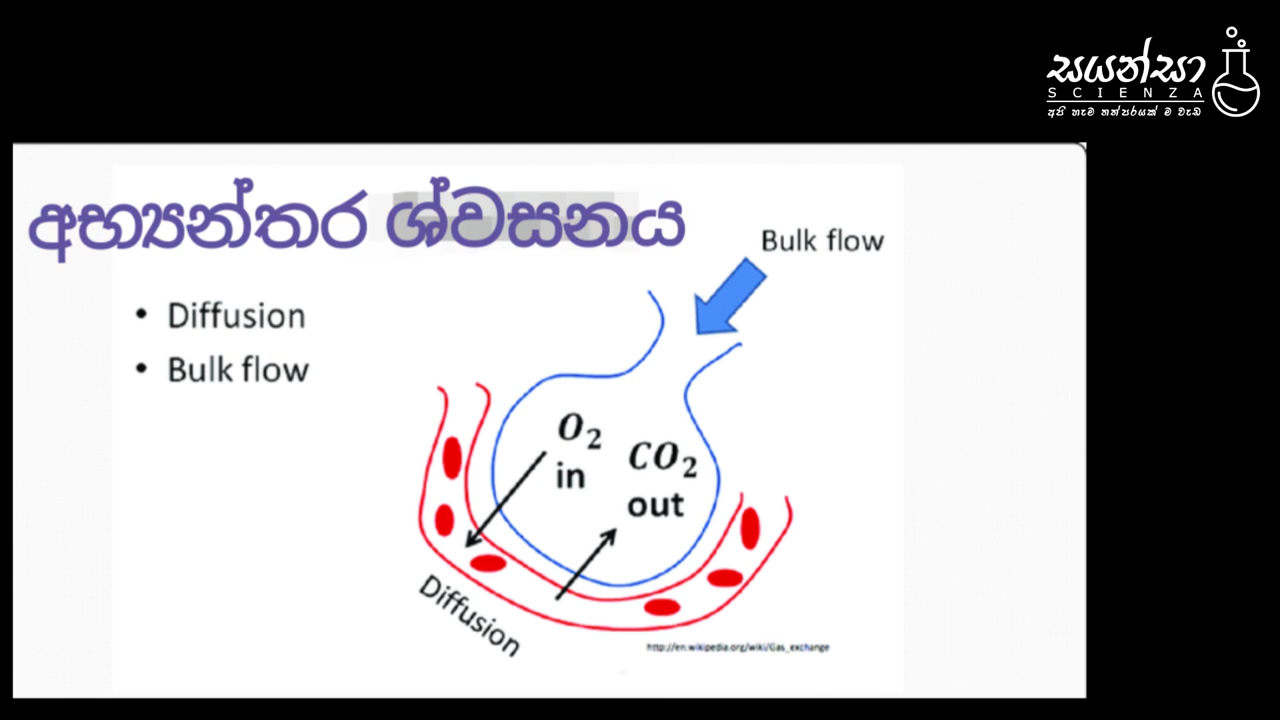 සයන්සා
SCIENZA
අපි හැම තත්පරයක් ම වැඩ
අභ්‍යන්තර ශ්වසනය
Bulk flow
• Diffusion
• Bulk flow
O₂
in
CO₂
out
Diffusion
http://en.wikipedia.org/wiki/Gas_exchange